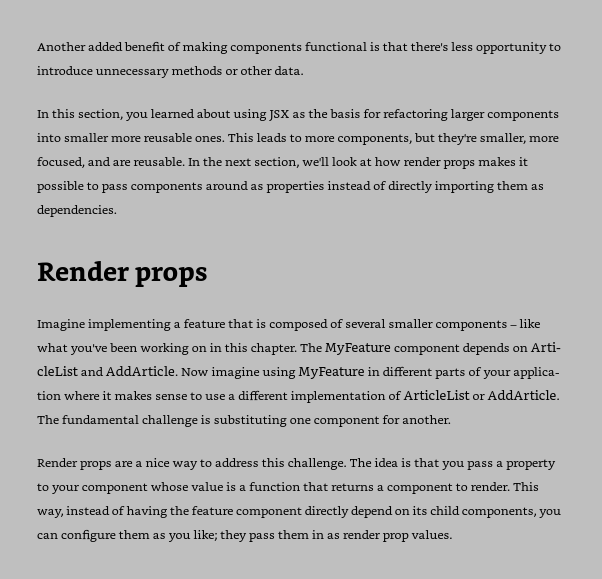 Another added benefit of making components functional is that there's less opportunity to
introduce unnecessary methods or other data.
In this section, you learned about using JSX as the basis for refactoring larger components
into smaller more reusable ones. This leads to more components, but they're smaller, more
focused, and are reusable. In the next section, we'll look at how render props makes it
possible to pass components around as properties instead of directly importing them as
dependencies.
Render props
Imagine implementing a feature that is composed of several smaller components – like
what you've been working on in this chapter. The MyFeature component depends on Arti-
cleList and AddArticle. Now imagine using MyFeature in different parts of your applica-
tion where it makes sense to use a different implementation of ArticleList or AddArticle.
The fundamental challenge is substituting one component for another.
Render props are a nice way to address this challenge. The idea is that you pass a property
to your component whose value is a function that returns a component to render. This
way, instead of having the feature component directly depend on its child components, you
can configure them as you like; they pass them in as render prop values.